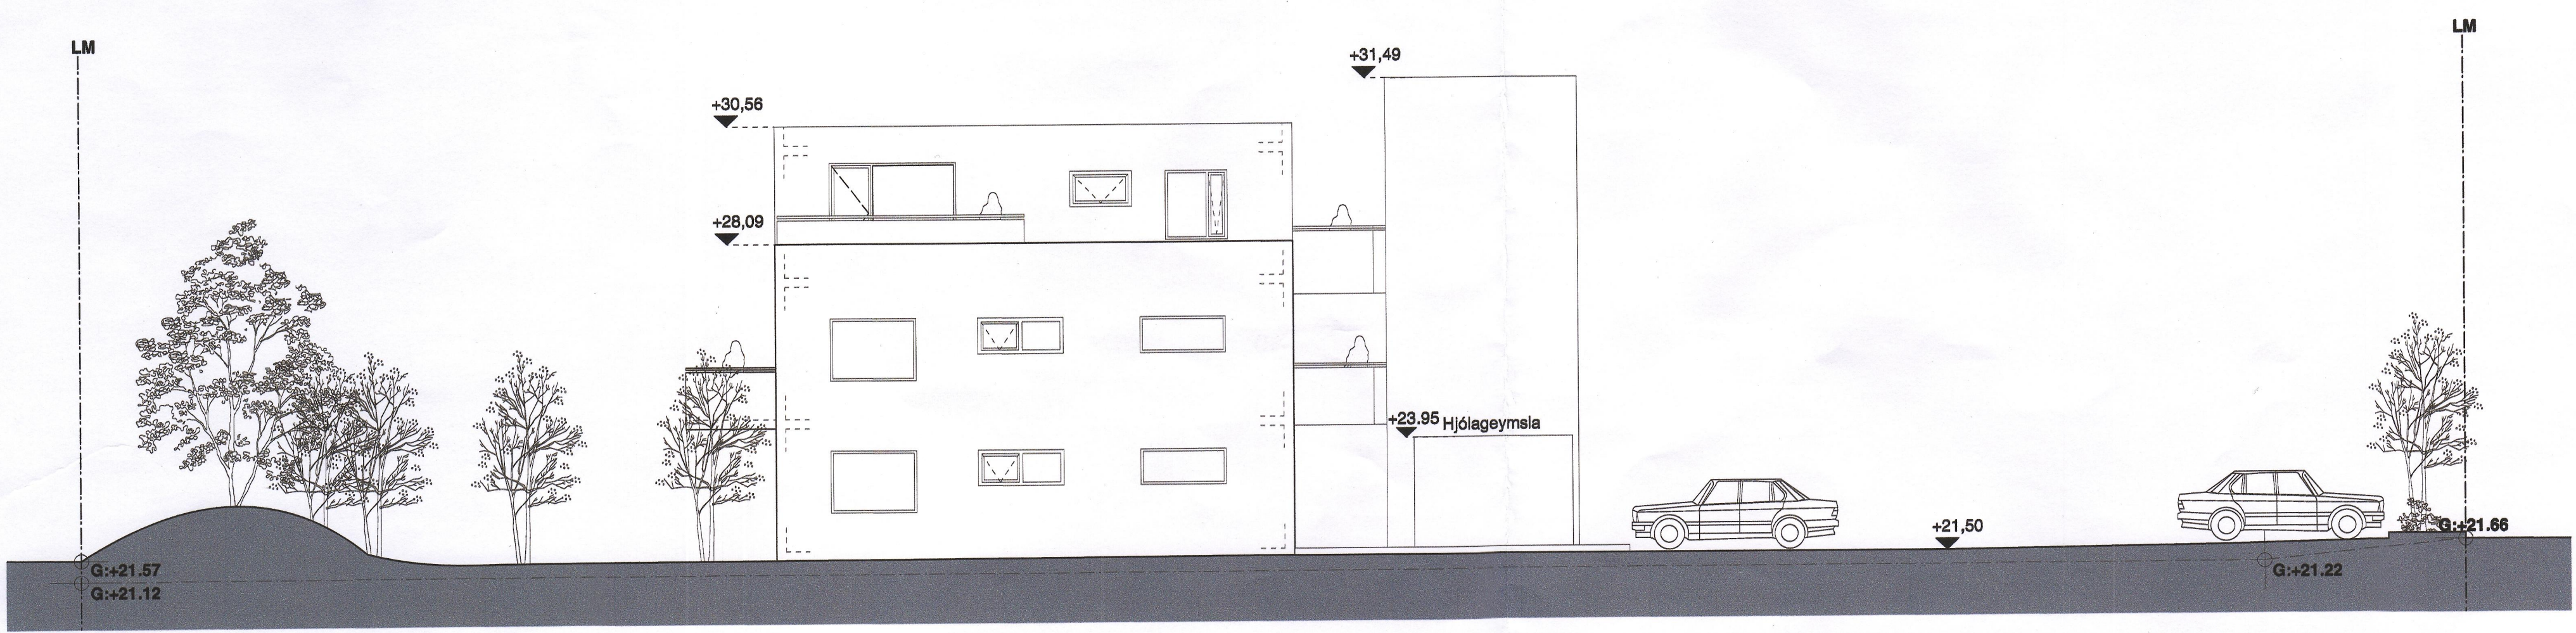 LM
LM
+31,49
+30,56
+28,09
+23.95 Hjólageymsla
+21,50
G:+21.66
G:+21.57
G:+21.22
G:+21.12